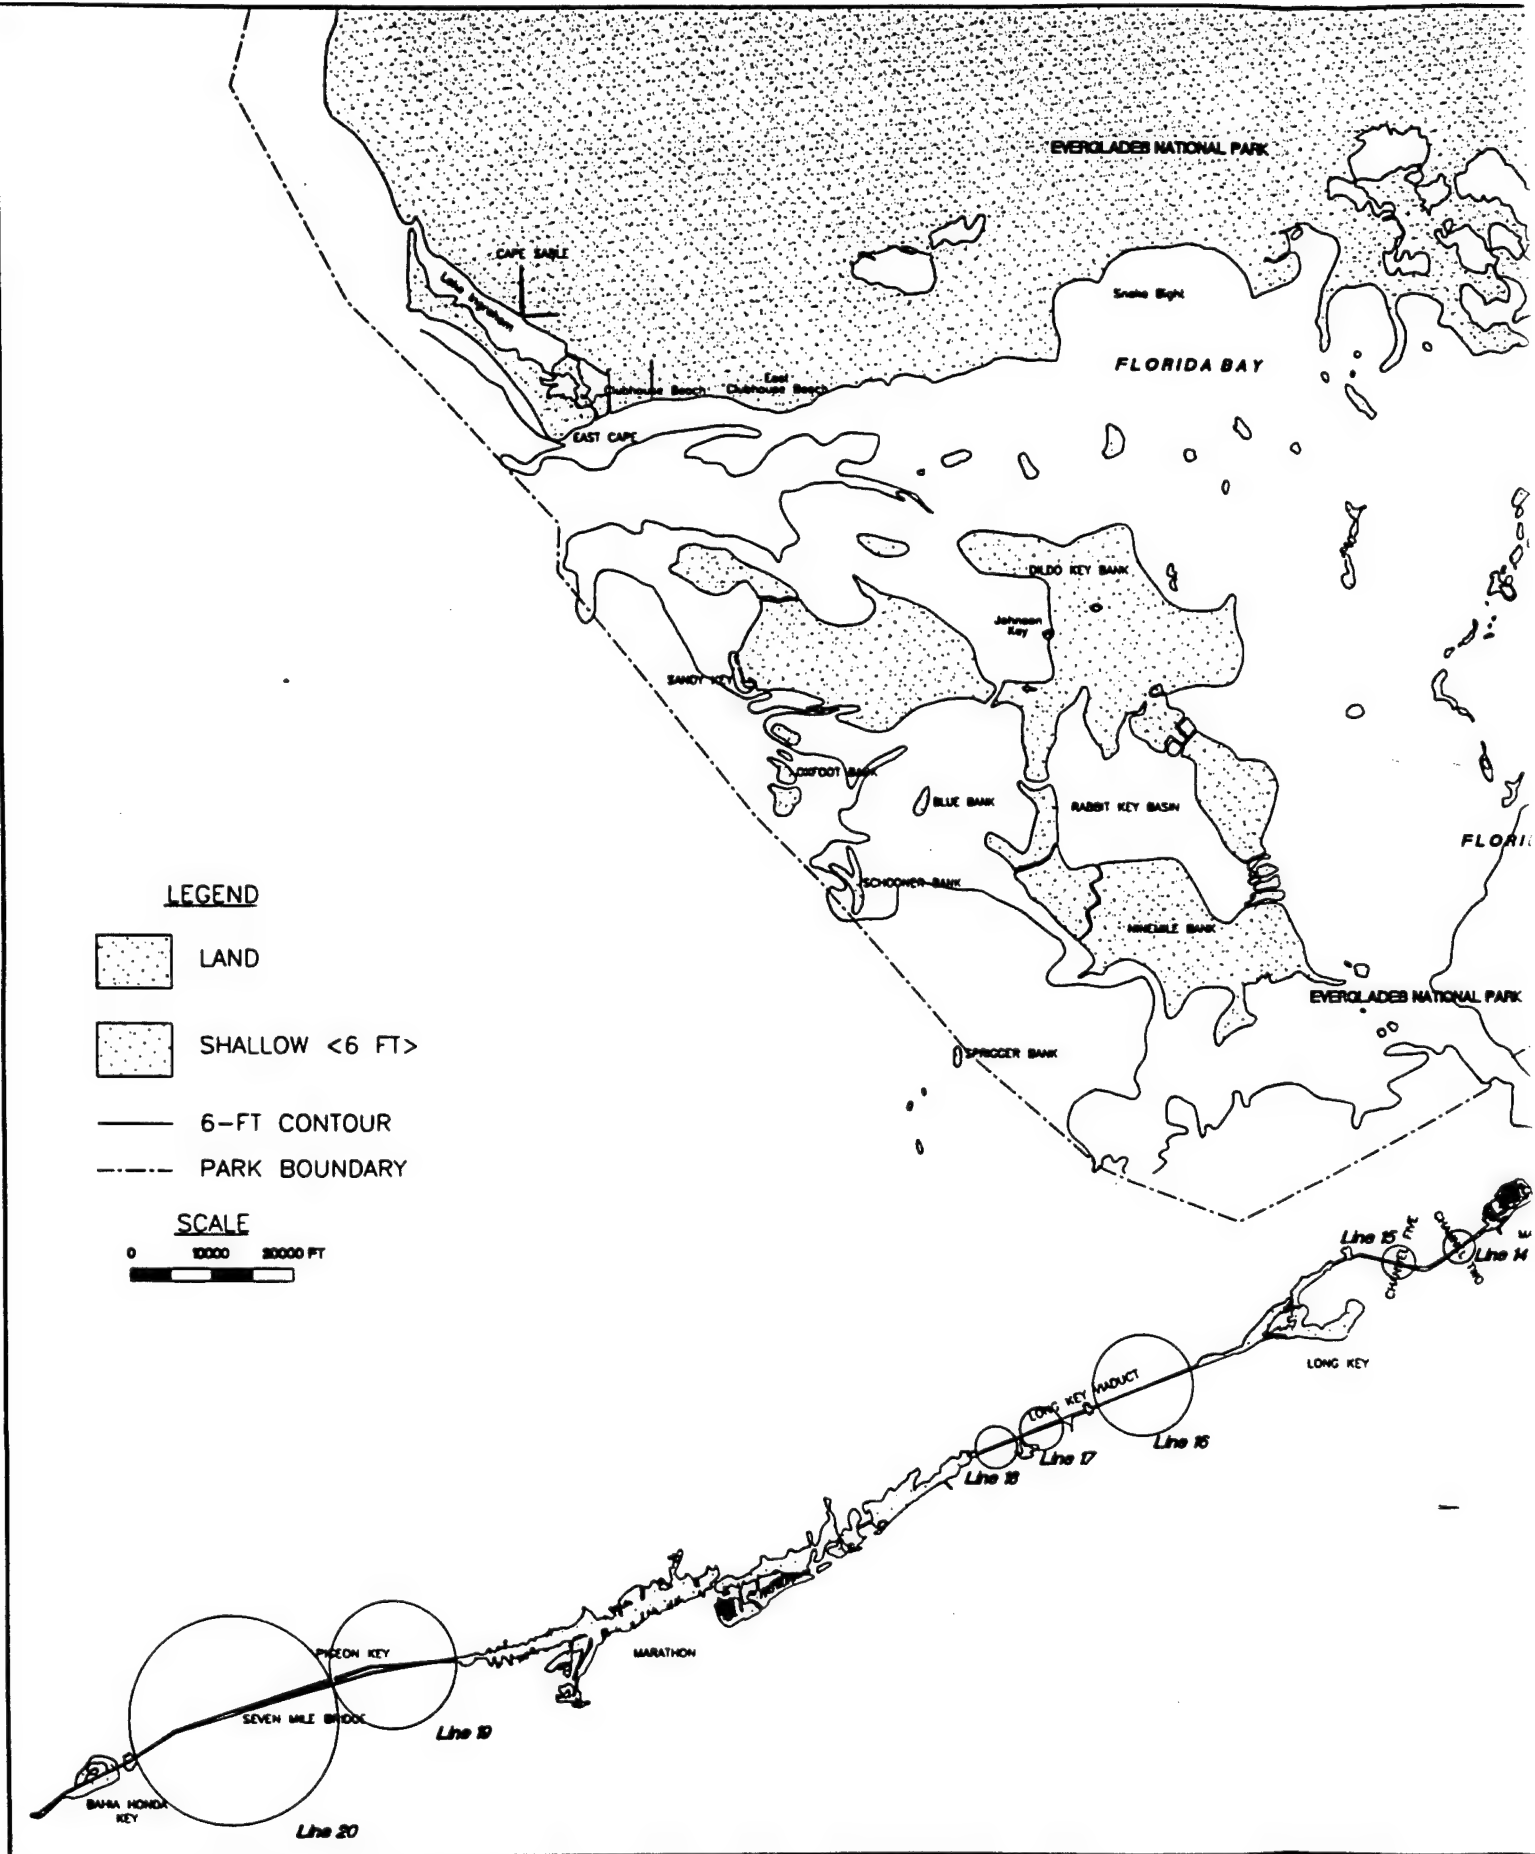 EVERGLADES NATIONAL PARK
CAPE SABLE
Lake Ingraham
Snake Bight
FLORIDA BAY
East
Clubhouse Beach
Clubhouse Beach
EAST CAPE
DILDO KEY BANK
Johnson
Key
SANDY KEY
OXFOOT BANK
BLUE BANK
RABBIT KEY BASIN
FLORI
SCHOONER BANK
LEGEND
NINEMILE BANK
LAND
EVERGLADES NATIONAL PARK
SHALLOW <6 FT>
SPRIGGER BANK
6-FT CONTOUR
PARK BOUNDARY
SCALE
0 10000 20000 FT
Line 15
CHANNEL FIVE
Line 14
LONG KEY
LONG KEY VIADUCT
Line 16
Line 17
Line 18
PIGEON KEY
MARATHON
SEVEN MILE BRIDGE
Line 19
BAHIA HONDA
KEY
Line 20